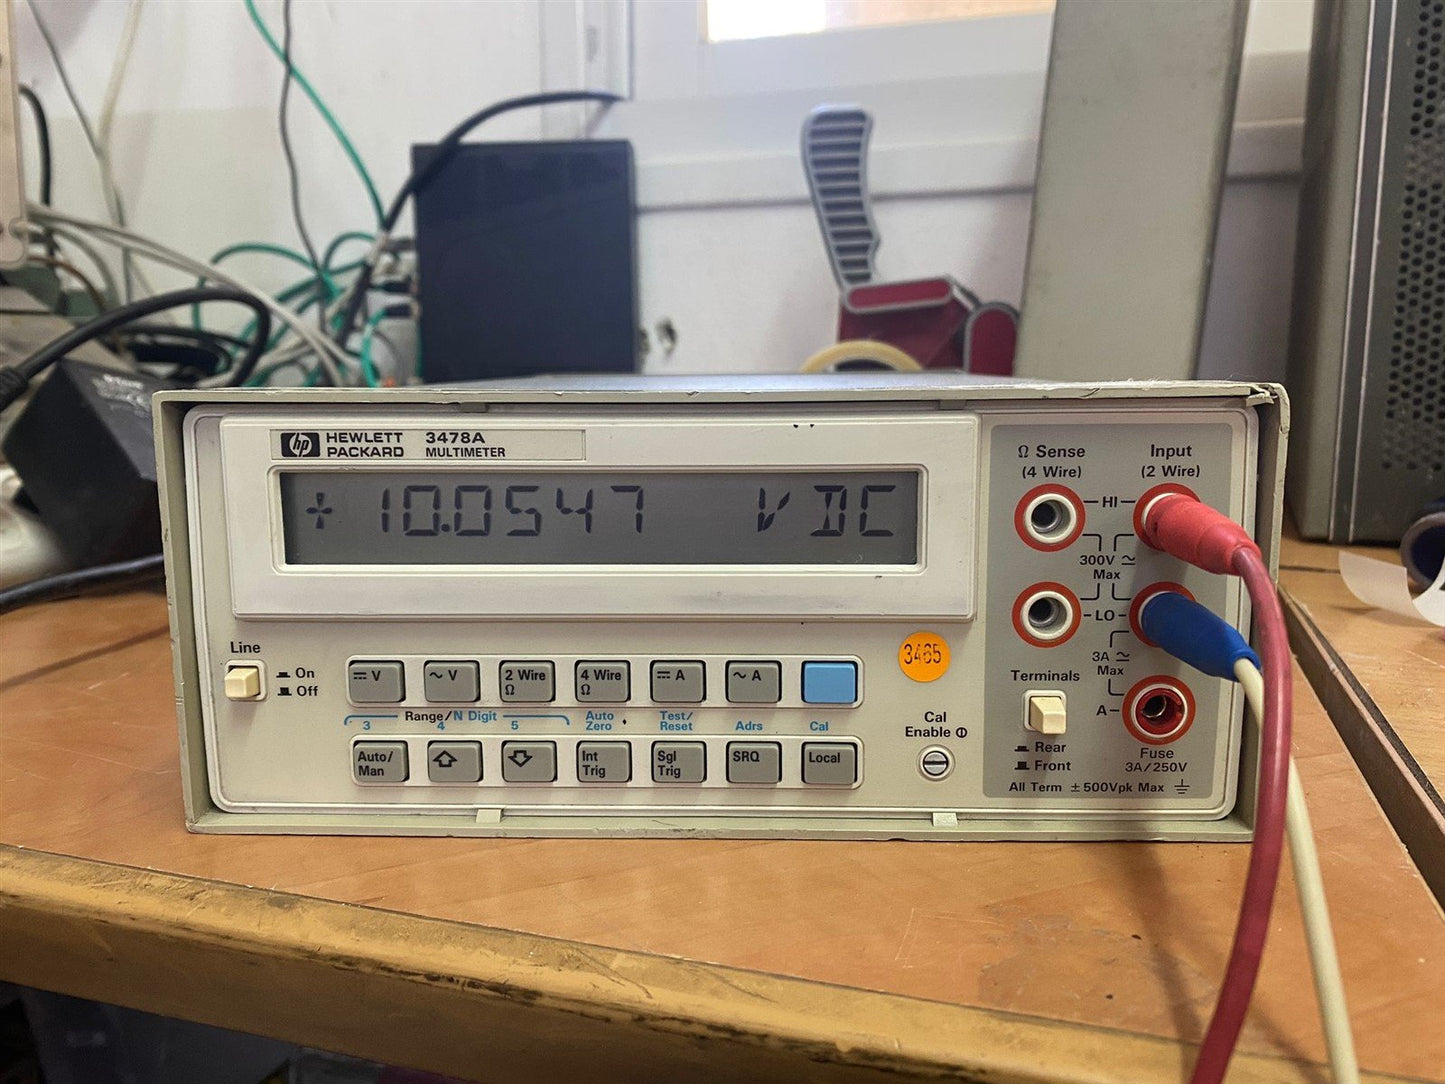 hp HEWLETT PACKARD 3478A MULTIMETER
+ 10.0547 VDC
Ω Sense (4 Wire)
Input (2 Wire)
HI
300V ≃ Max
LO
3A ≃ Max
A
Fuse 3A/250V
All Term ±500Vpk Max
Terminals
Rear
Front
3465
Cal Enable
Line
On
Off
⎓ V
~ V
2 Wire Ω
4 Wire Ω
⎓ A
~ A
Range/N Digit
3 4 5
Auto Zero
Test/Reset
Adrs
Cal
Auto/Man
Int Trig
Sgl Trig
SRQ
Local